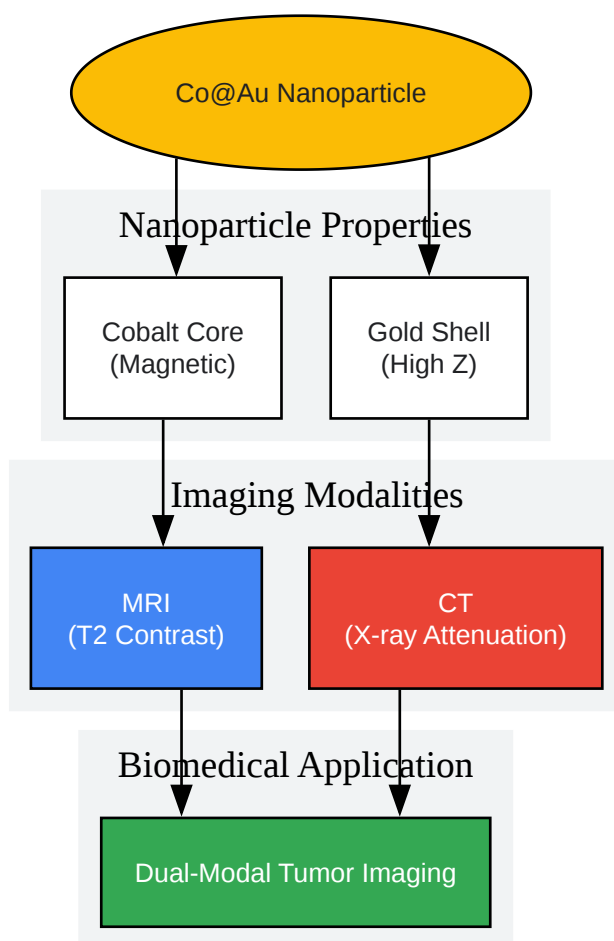 Co@Au Nanoparticle
Nanoparticle Properties
Cobalt Core
(Magnetic)
Gold Shell
(High Z)
Imaging Modalities
MRI
(T2 Contrast)
CT
(X-ray Attenuation)
Biomedical Application
Dual-Modal Tumor Imaging